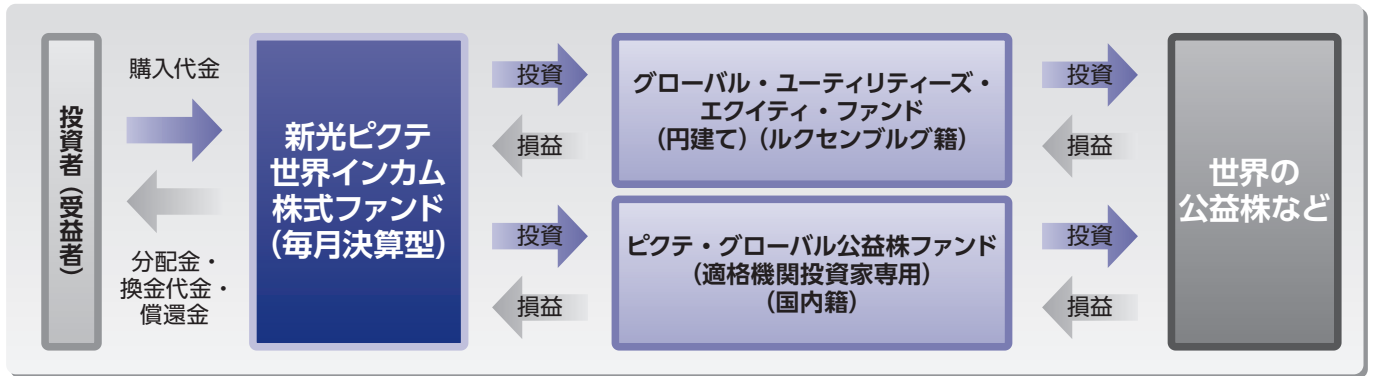 投資者（受益者）
購入代金
分配金・
換金代金・
償還金
新光ピクテ
世界インカム
株式ファンド
（毎月決算型）
投資
損益
投資
損益
グローバル・ユーティリティーズ・
エクイティ・ファンド
（円建て）（ルクセンブルグ籍）
ピクテ・グローバル公益株ファンド
（適格機関投資家専用）
（国内籍）
投資
損益
投資
損益
世界の
公益株など